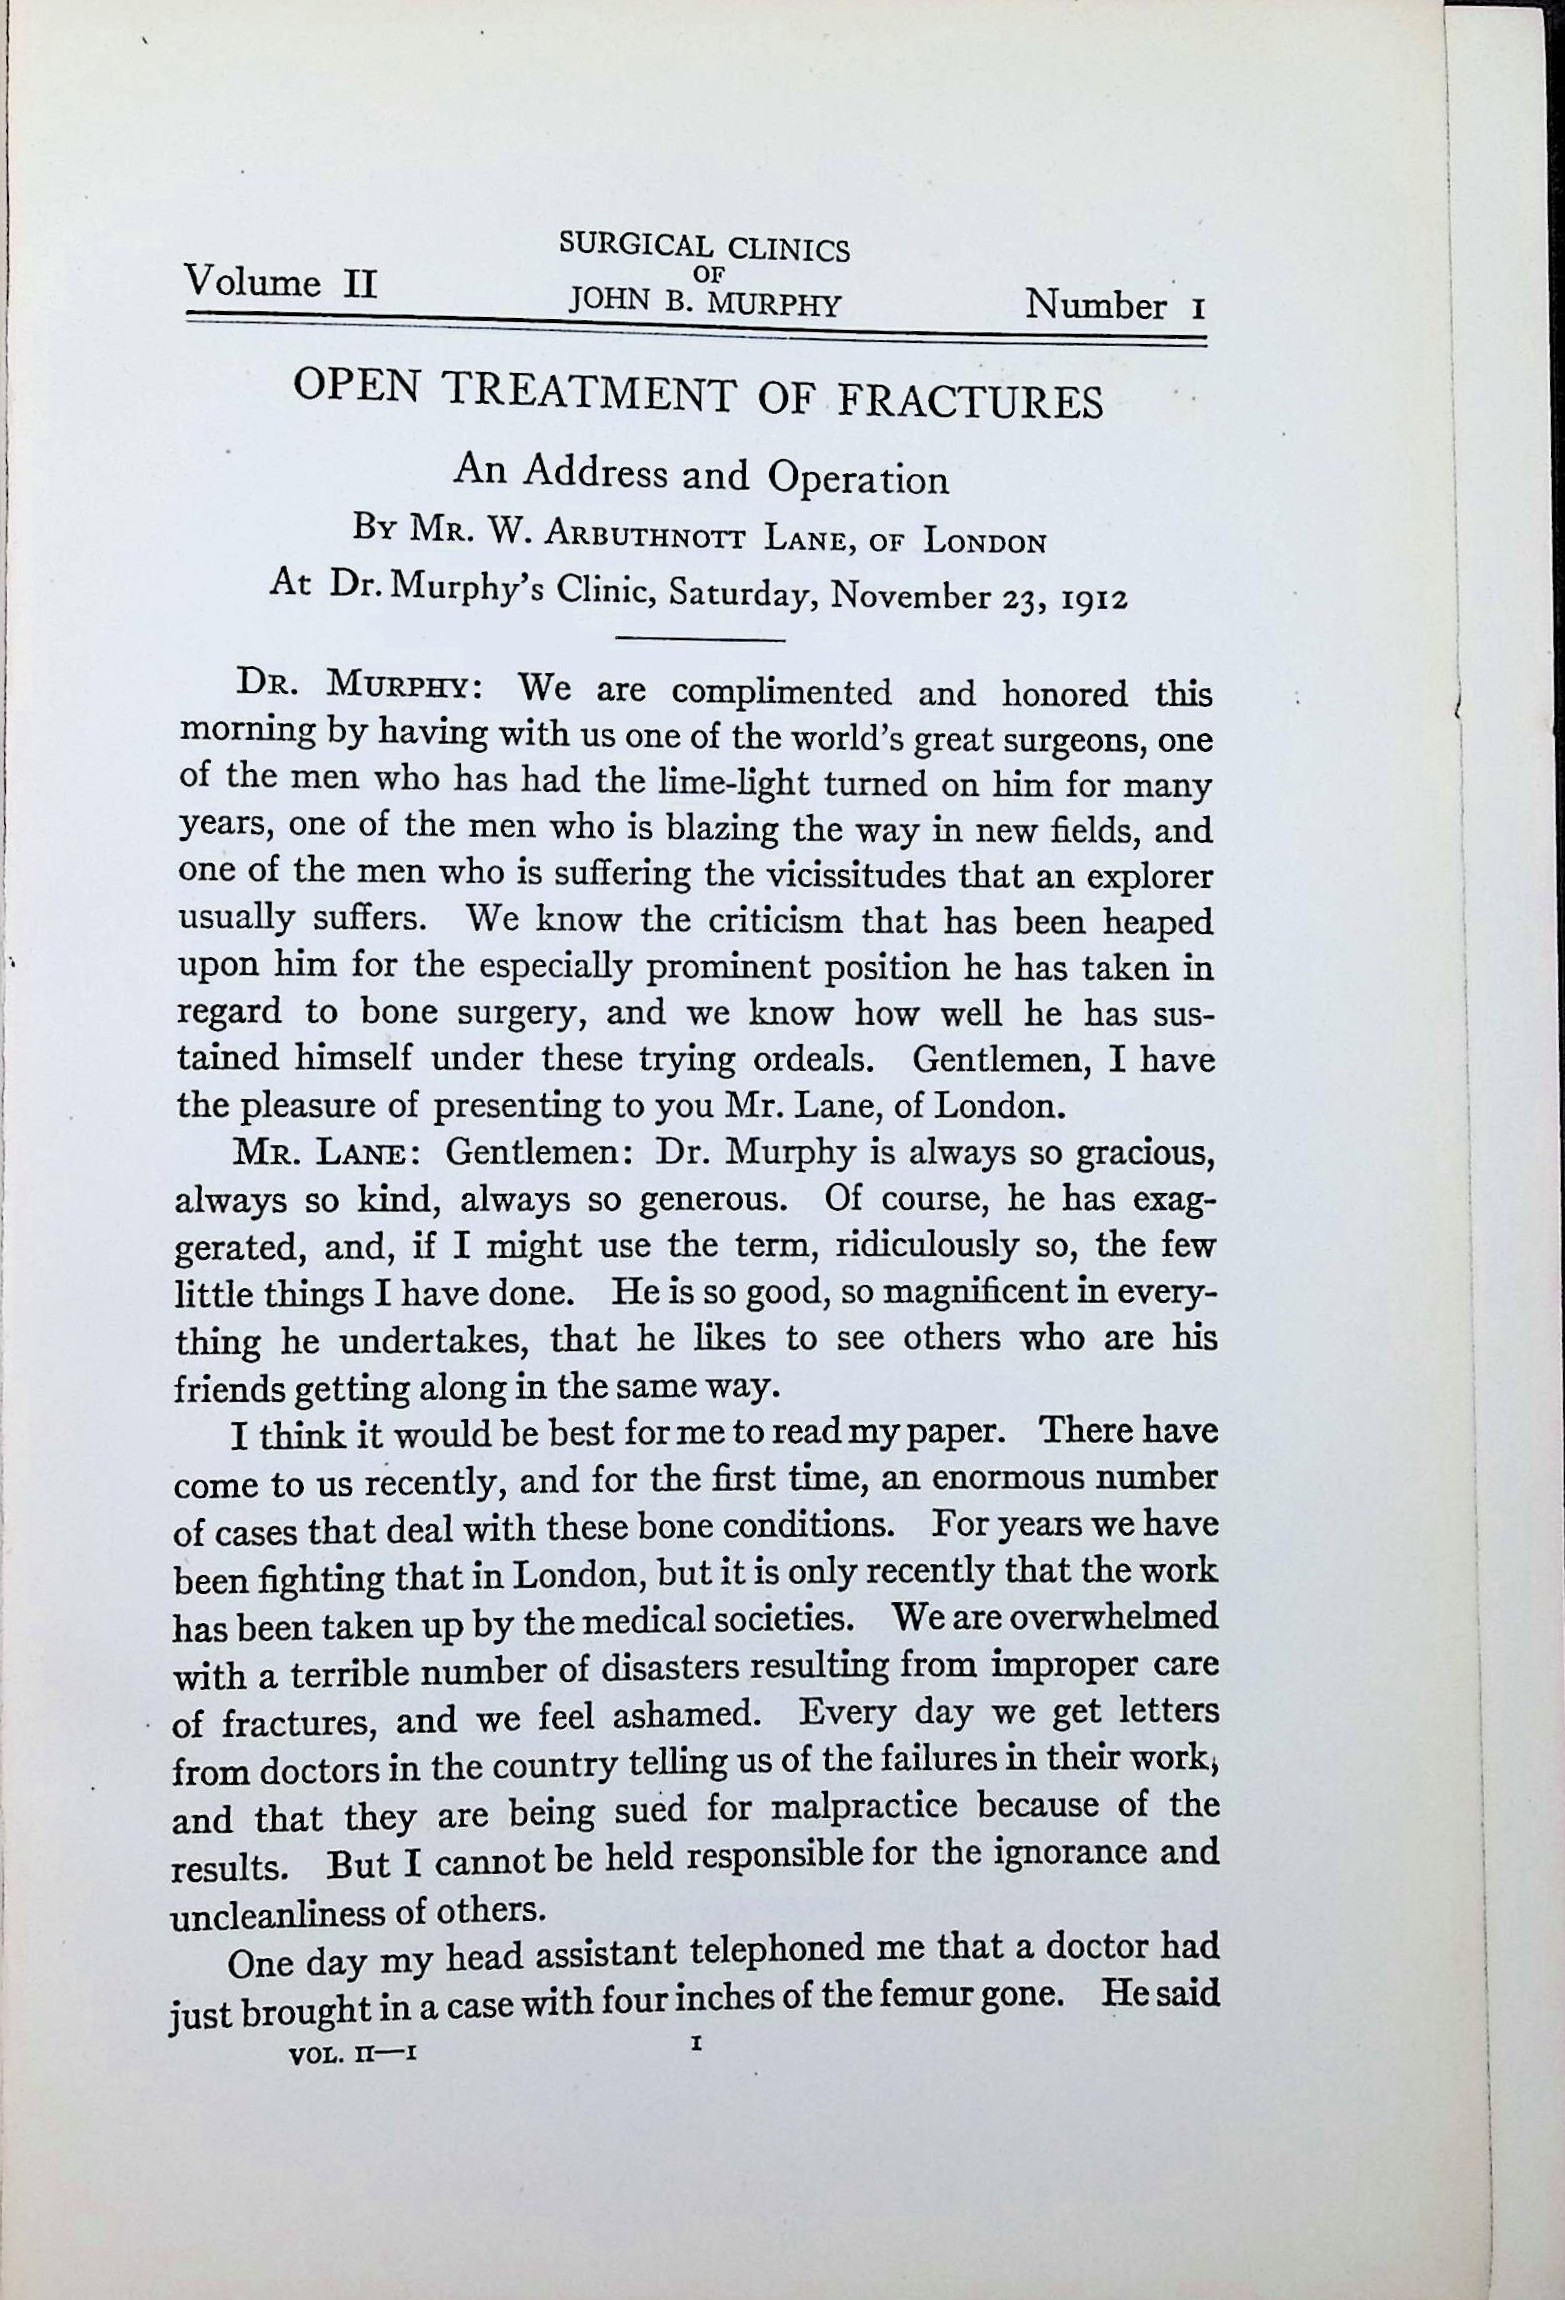 SURGICAL CLINICS
OF
Volume II JOHN B. MURPHY Number 1
OPEN TREATMENT OF FRACTURES
An Address and Operation
By Mr. W. Arbuthnott Lane, of London
At Dr. Murphy's Clinic, Saturday, November 23, 1912
Dr. Murphy: We are complimented and honored this
morning by having with us one of the world's great surgeons, one
of the men who has had the lime-light turned on him for many
years, one of the men who is blazing the way in new fields, and
one of the men who is suffering the vicissitudes that an explorer
usually suffers. We know the criticism that has been heaped
upon him for the especially prominent position he has taken in
regard to bone surgery, and we know how well he has sus-
tained himself under these trying ordeals. Gentlemen, I have
the pleasure of presenting to you Mr. Lane, of London.
Mr. Lane: Gentlemen: Dr. Murphy is always so gracious,
always so kind, always so generous. Of course, he has exag-
gerated, and, if I might use the term, ridiculously so, the few
little things I have done. He is so good, so magnificent in every-
thing he undertakes, that he likes to see others who are his
friends getting along in the same way.
I think it would be best for me to read my paper. There have
come to us recently, and for the first time, an enormous number
of cases that deal with these bone conditions. For years we have
been fighting that in London, but it is only recently that the work
has been taken up by the medical societies. We are overwhelmed
with a terrible number of disasters resulting from improper care
of fractures, and we feel ashamed. Every day we get letters
from doctors in the country telling us of the failures in their work,
and that they are being sued for malpractice because of the
results. But I cannot be held responsible for the ignorance and
uncleanliness of others.
One day my head assistant telephoned me that a doctor had
just brought in a case with four inches of the femur gone. He said
VOL. II—1 1